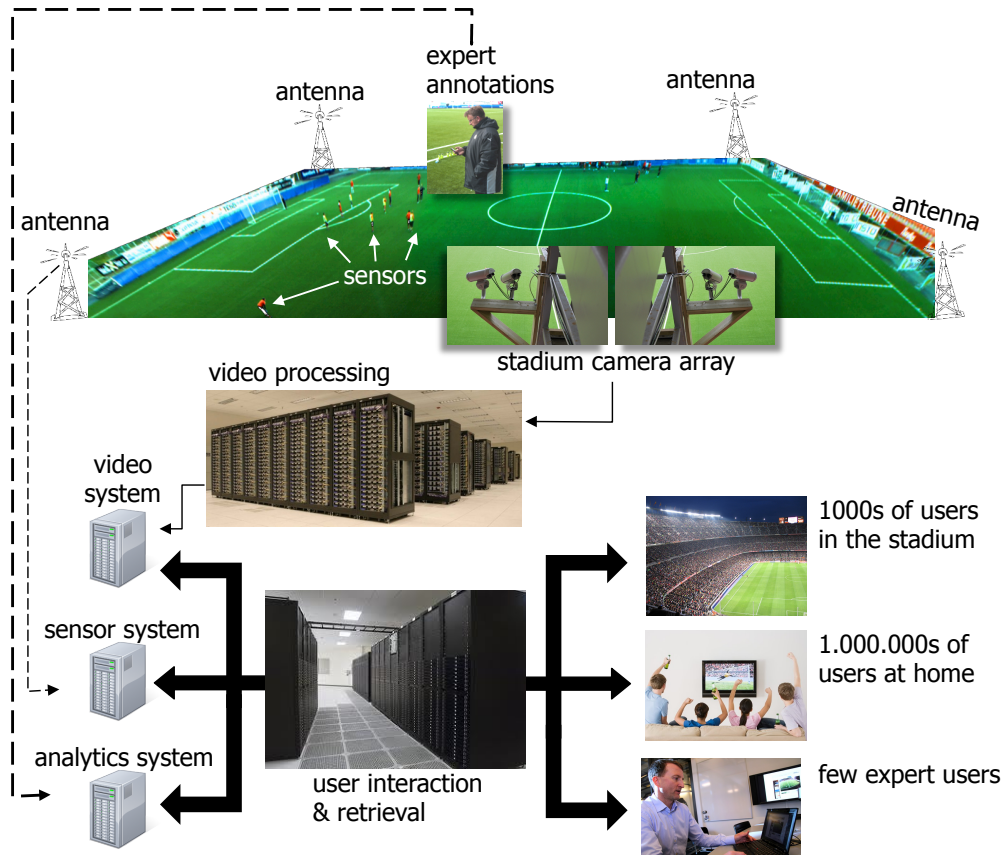 expert
annotations
antenna
antenna
antenna
antenna
sensors
stadium camera array
video processing
video
system
1000s of users
in the stadium
sensor system
1.000.000s of
users at home
analytics system
user interaction
& retrieval
few expert users